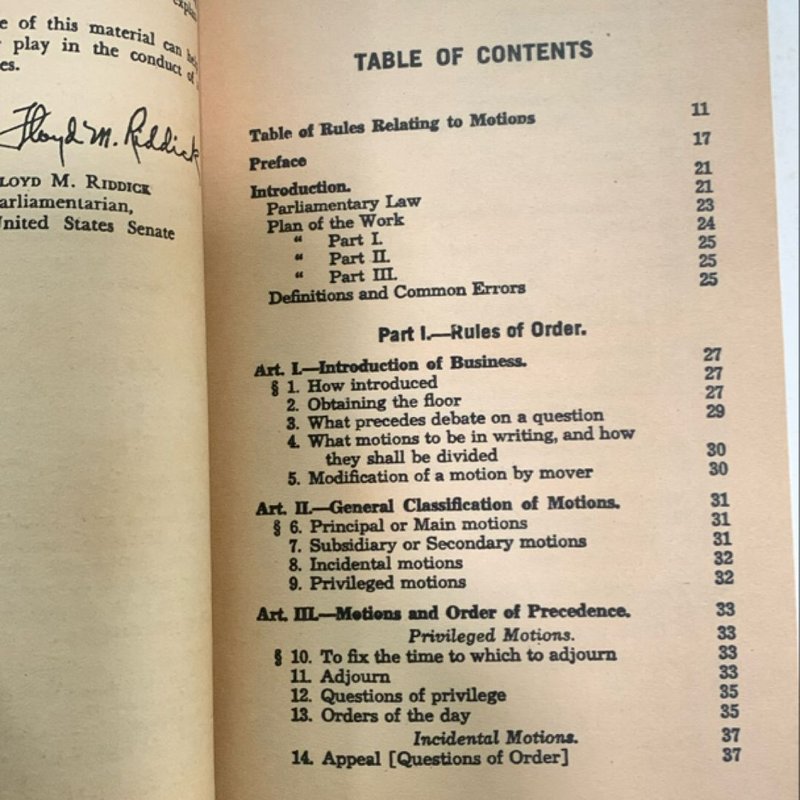 e of this material can
play in the conduct of
es.
Floyd M. Riddick
LOYD M. RIDDICK
arliamentarian,
nited States Senate
TABLE OF CONTENTS
Table of Rules Relating to Motions 11
Preface 17
Introduction. 21
Parliamentary Law 21
Plan of the Work 23
“ Part I. 24
“ Part II. 25
“ Part III. 25
Definitions and Common Errors 25
Part I.—Rules of Order.
Art. I.—Introduction of Business. 27
§ 1. How introduced 27
2. Obtaining the floor 27
3. What precedes debate on a question 29
4. What motions to be in writing, and how
they shall be divided 30
5. Modification of a motion by mover 30
Art. II.—General Classification of Motions. 31
§ 6. Principal or Main motions 31
7. Subsidiary or Secondary motions 31
8. Incidental motions 32
9. Privileged motions 32
Art. III.—Motions and Order of Precedence. 33
Privileged Motions. 33
§ 10. To fix the time to which to adjourn 33
11. Adjourn 33
12. Questions of privilege 35
13. Orders of the day 35
Incidental Motions. 37
14. Appeal [Questions of Order] 37